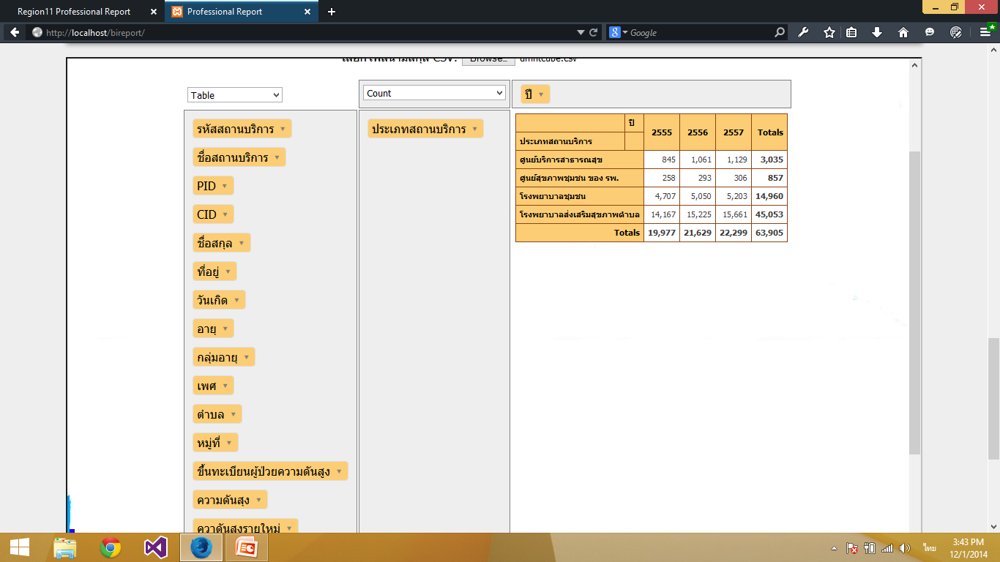 Region11 Professional Report
Professional Report
http://localhost/bireport/
Google
Browse… dmhtcube.csv
Table
Count
ปี
รหัสสถานบริการ
ชื่อสถานบริการ
PID
CID
ชื่อสกุล
ที่อยู่
วันเกิด
อายุ
กลุ่มอายุ
เพศ
ตำบล
หมู่ที่
ขึ้นทะเบียนผู้ป่วยความดันสูง
ความดันสุง
ควาดันสูงรายใหม่
ประเภทสถานบริการ
ปี 2555 2556 2557 Totals
ประเภทสถานบริการ
ศูนย์บริการสาธารณสุข 845 1,061 1,129 3,035
ศูนย์สุขภาพชุมชน ของ รพ. 258 293 306 857
โรงพยาบาลชุมชน 4,707 5,050 5,203 14,960
โรงพยาบาลส่งเสริมสุขภาพตำบล 14,167 15,225 15,661 45,053
Totals 19,977 21,629 22,299 63,905
ไทย
3:43 PM
12/1/2014